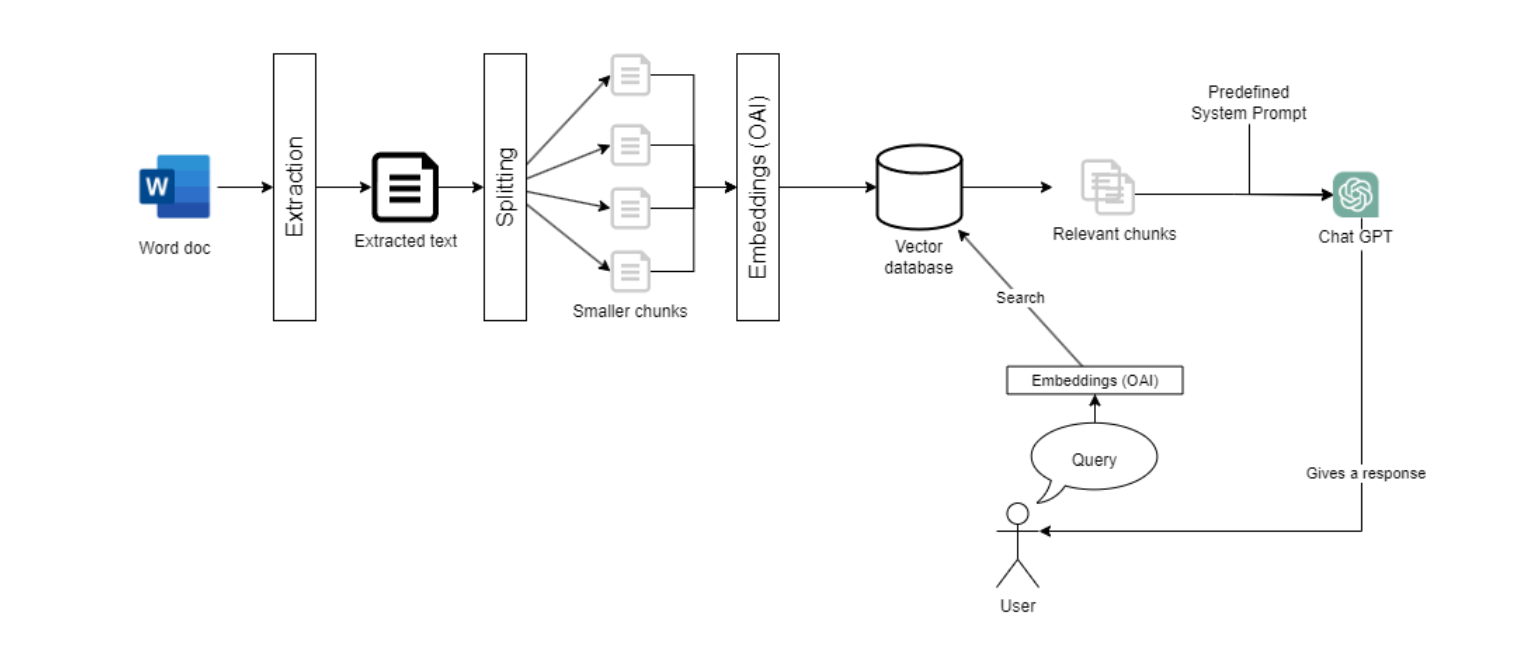 Predefined
System Prompt
W
Extraction
Splitting
Embeddings (OAI)
Word doc
Extracted text
Smaller chunks
Vector
database
Relevant chunks
Chat GPT
Search
Embeddings (OAI)
Query
Gives a response
User